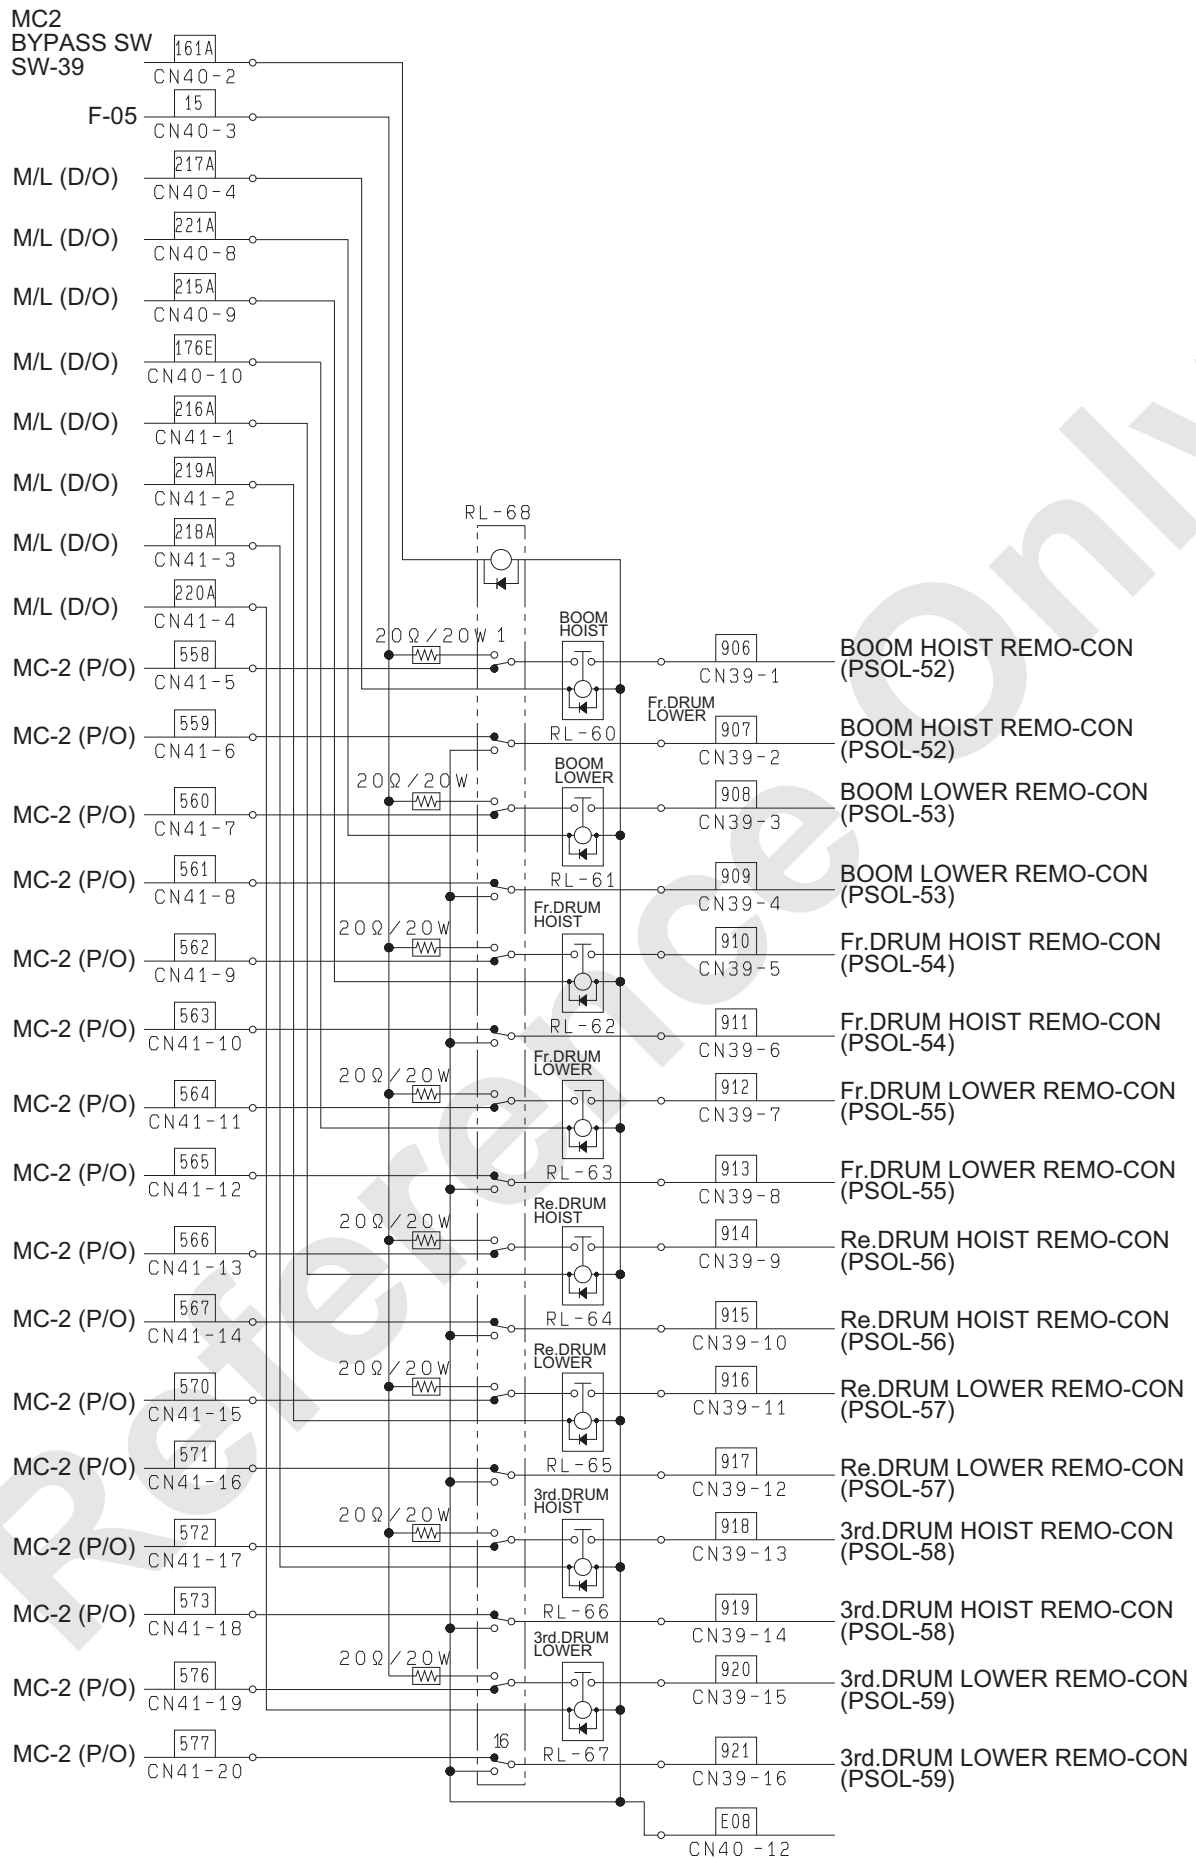 MC2
BYPASS SW
SW-39
161A
CN40-2
F-05
15
CN40-3
M/L (D/O)
217A
CN40-4
M/L (D/O)
221A
CN40-8
M/L (D/O)
215A
CN40-9
M/L (D/O)
176E
CN40-10
M/L (D/O)
216A
CN41-1
M/L (D/O)
219A
CN41-2
RL-68
M/L (D/O)
218A
CN41-3
M/L (D/O)
220A
CN41-4
20Ω/20W 1
BOOM
HOIST
MC-2 (P/O)
558
CN41-5
906
CN39-1
BOOM HOIST REMO-CON
(PSOL-52)
MC-2 (P/O)
559
CN41-6
RL-60
Fr.DRUM
LOWER
907
CN39-2
BOOM HOIST REMO-CON
(PSOL-52)
20Ω/20W
BOOM
LOWER
MC-2 (P/O)
560
CN41-7
908
CN39-3
BOOM LOWER REMO-CON
(PSOL-53)
MC-2 (P/O)
561
CN41-8
RL-61
909
CN39-4
BOOM LOWER REMO-CON
(PSOL-53)
20Ω/20W
Fr.DRUM
HOIST
MC-2 (P/O)
562
CN41-9
910
CN39-5
Fr.DRUM HOIST REMO-CON
(PSOL-54)
MC-2 (P/O)
563
CN41-10
RL-62
911
CN39-6
Fr.DRUM HOIST REMO-CON
(PSOL-54)
20Ω/20W
Fr.DRUM
LOWER
MC-2 (P/O)
564
CN41-11
912
CN39-7
Fr.DRUM LOWER REMO-CON
(PSOL-55)
MC-2 (P/O)
565
CN41-12
RL-63
913
CN39-8
Fr.DRUM LOWER REMO-CON
(PSOL-55)
20Ω/20W
Re.DRUM
HOIST
MC-2 (P/O)
566
CN41-13
914
CN39-9
Re.DRUM HOIST REMO-CON
(PSOL-56)
MC-2 (P/O)
567
CN41-14
RL-64
915
CN39-10
Re.DRUM HOIST REMO-CON
(PSOL-56)
20Ω/20W
Re.DRUM
LOWER
MC-2 (P/O)
570
CN41-15
916
CN39-11
Re.DRUM LOWER REMO-CON
(PSOL-57)
MC-2 (P/O)
571
CN41-16
RL-65
917
CN39-12
Re.DRUM LOWER REMO-CON
(PSOL-57)
20Ω/20W
3rd.DRUM
HOIST
MC-2 (P/O)
572
CN41-17
918
CN39-13
3rd.DRUM HOIST REMO-CON
(PSOL-58)
MC-2 (P/O)
573
CN41-18
RL-66
919
CN39-14
3rd.DRUM HOIST REMO-CON
(PSOL-58)
20Ω/20W
3rd.DRUM
LOWER
MC-2 (P/O)
576
CN41-19
920
CN39-15
3rd.DRUM LOWER REMO-CON
(PSOL-59)
MC-2 (P/O)
577
CN41-20
16
RL-67
921
CN39-16
3rd.DRUM LOWER REMO-CON
(PSOL-59)
E08
CN40 -12
Reference Only